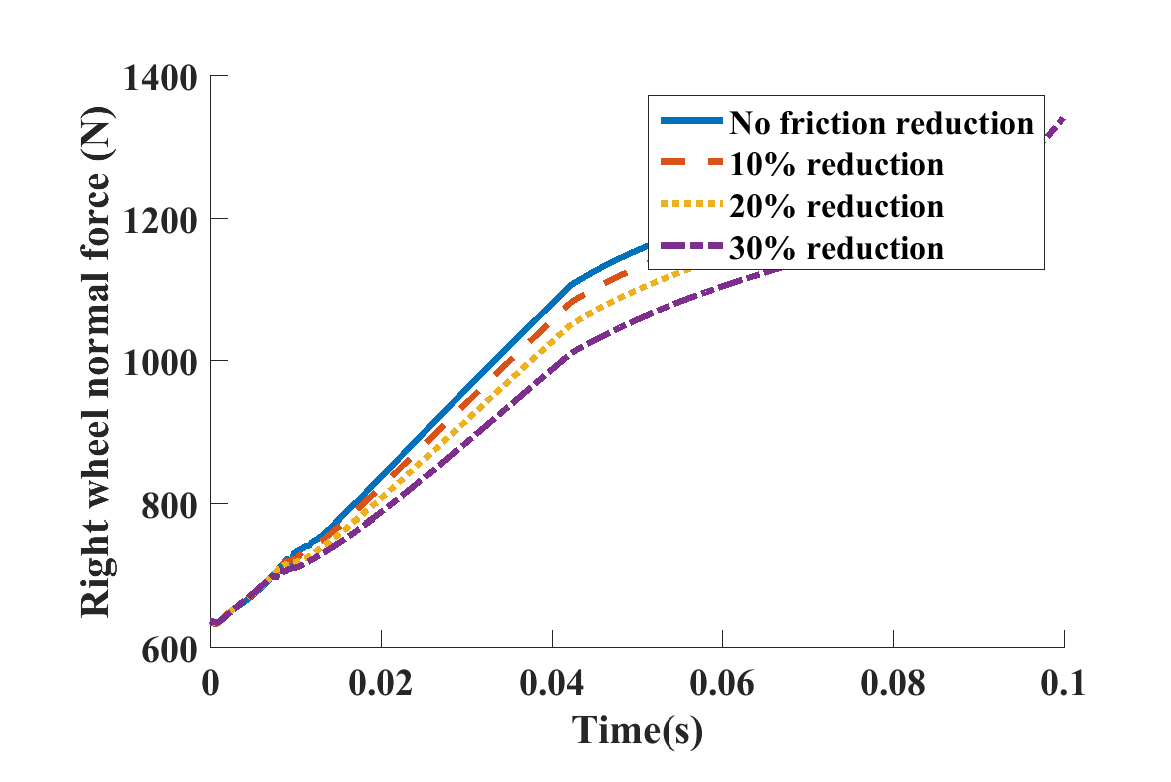 1400
1200
1000
800
600
Right wheel normal force (N)
No friction reduction
10% reduction
20% reduction
30% reduction
0 0.02 0.04 0.06 0.08 0.1
Time(s)